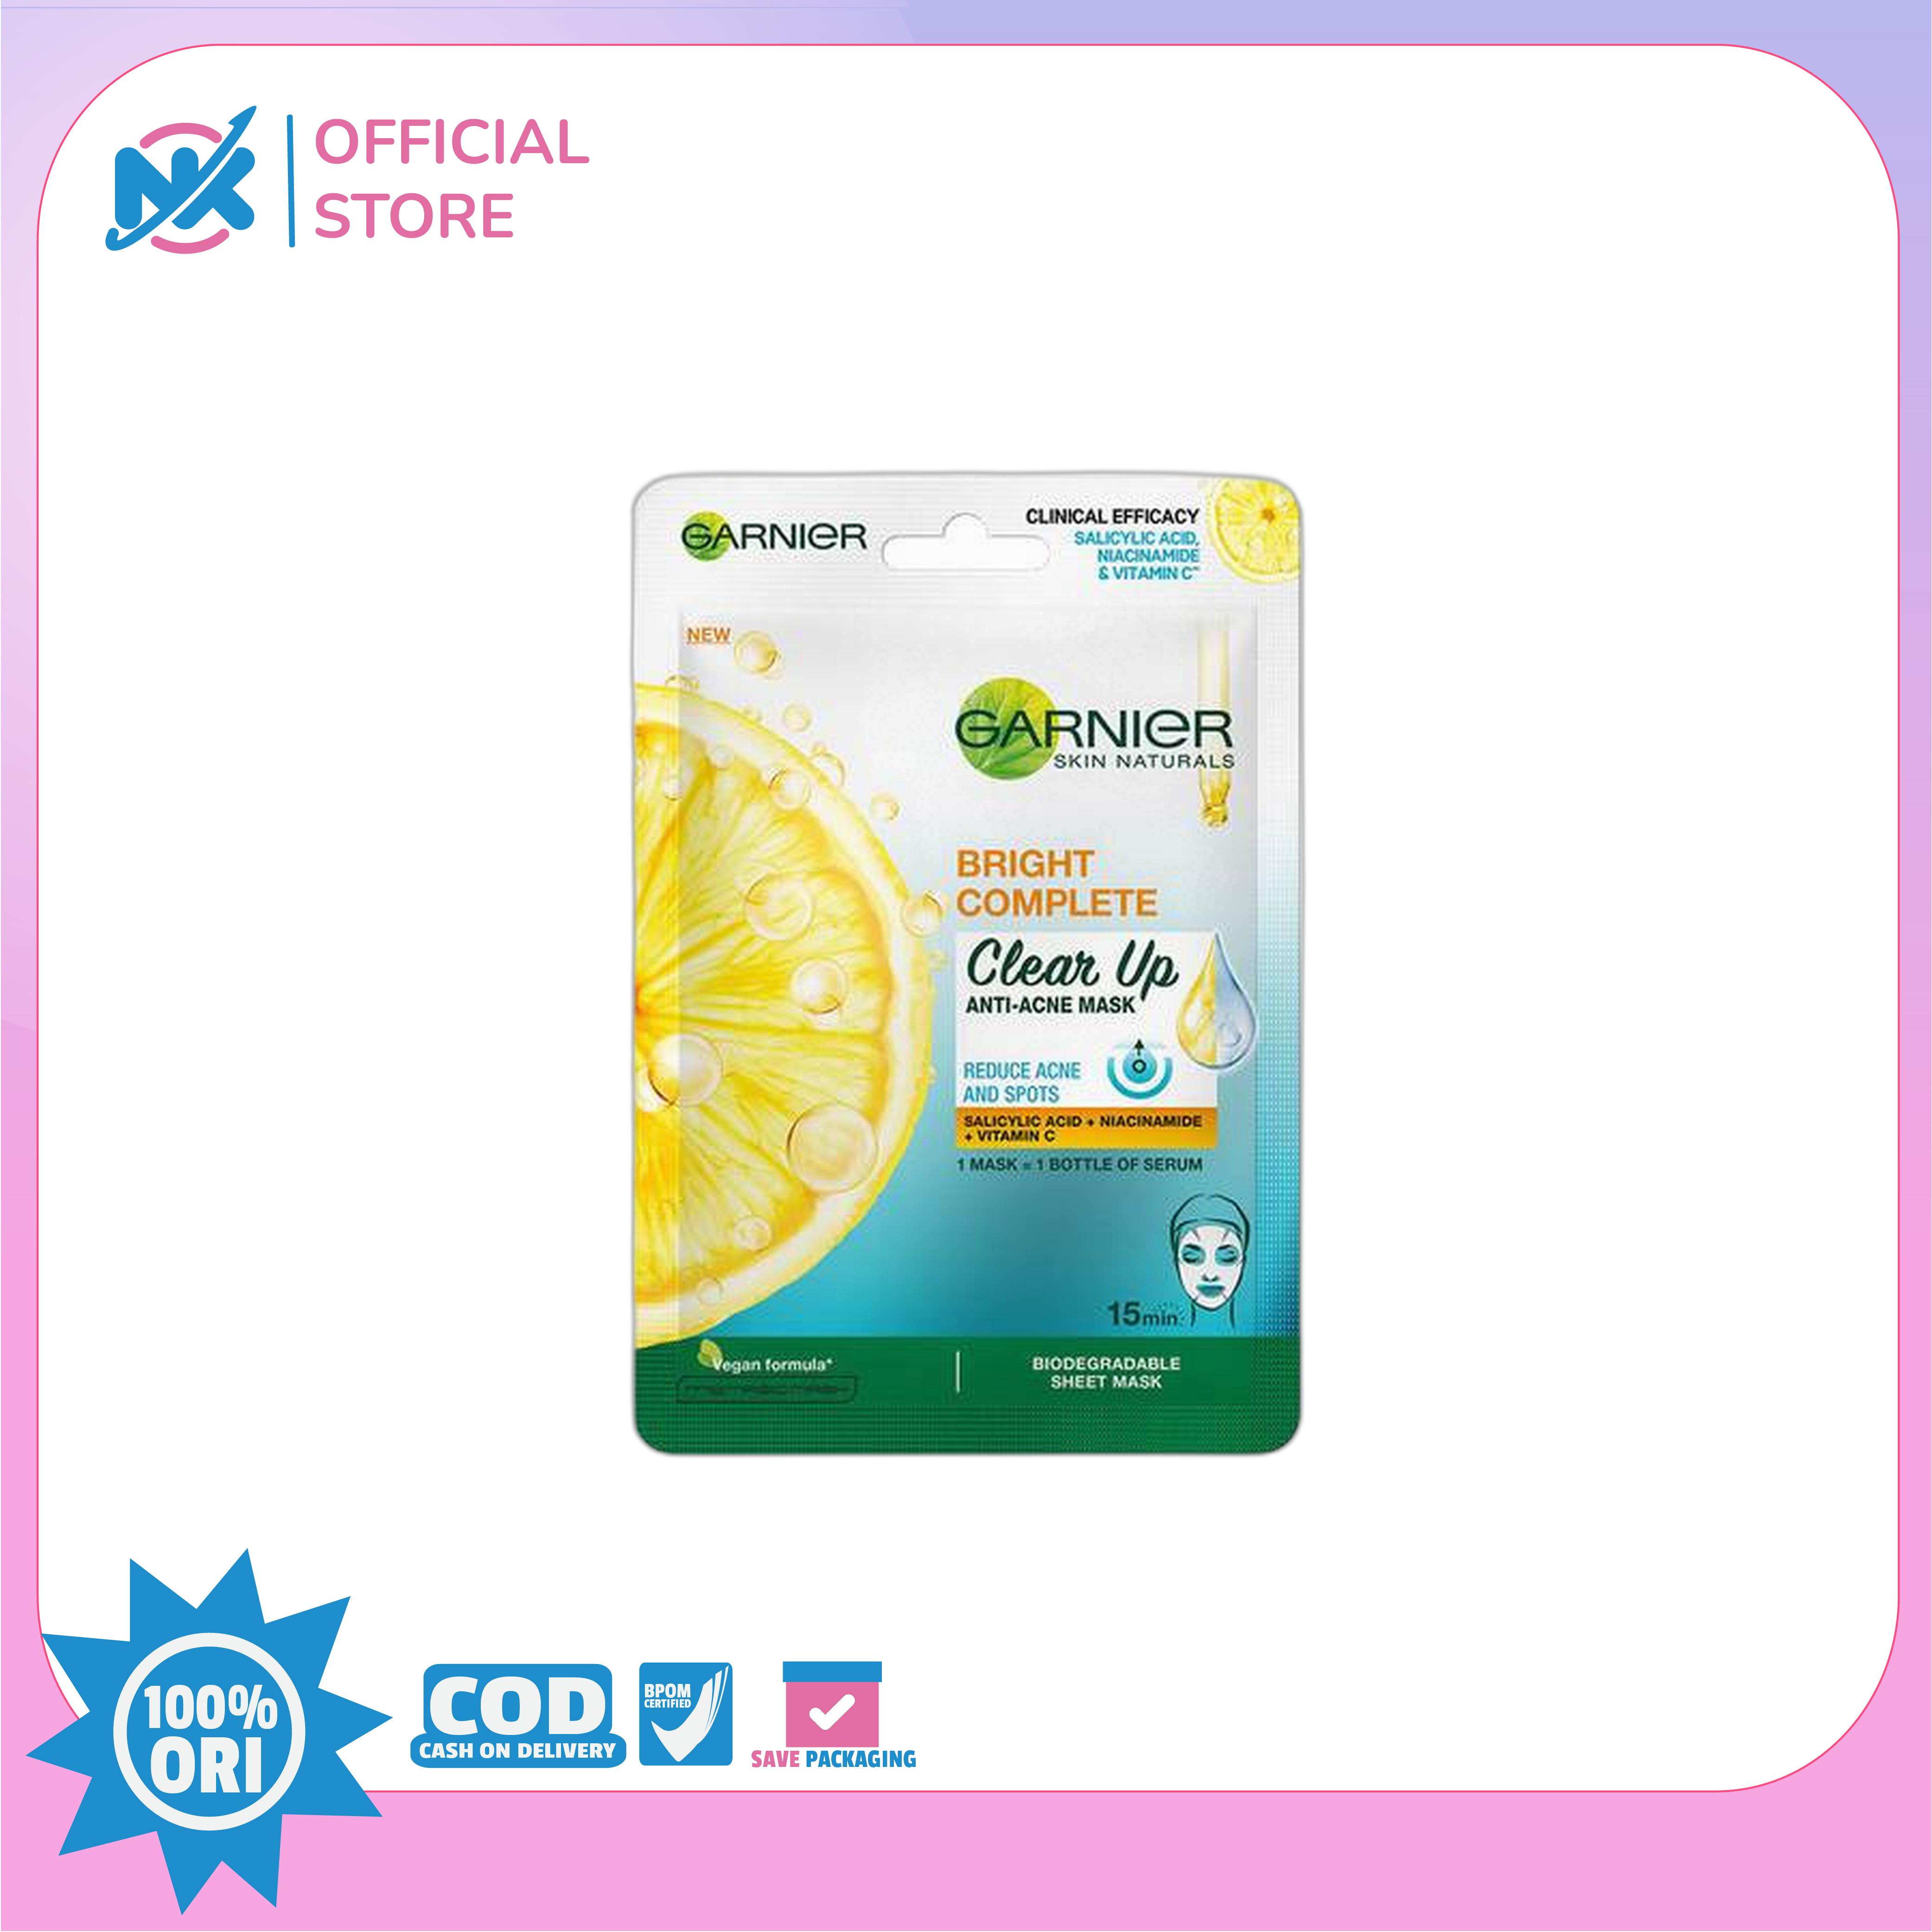 NK
OFFICIAL
STORE
GARNIER
CLINICAL EFFICACY
SALICYLIC ACID,
NIACINAMIDE
& VITAMIN C**
NEW
GARNIER
SKIN NATURALS
BRIGHT
COMPLETE
Clear Up
ANTI-ACNE MASK
REDUCE ACNE
AND SPOTS
SALICYLIC ACID + NIACINAMIDE
+ VITAMIN C
1 MASK = 1 BOTTLE OF SERUM
15min.
Vegan formula*
BIODEGRADABLE
SHEET MASK
100%
ORI
COD
CASH ON DELIVERY
BPOM
CERTIFIED
SAVE PACKAGING